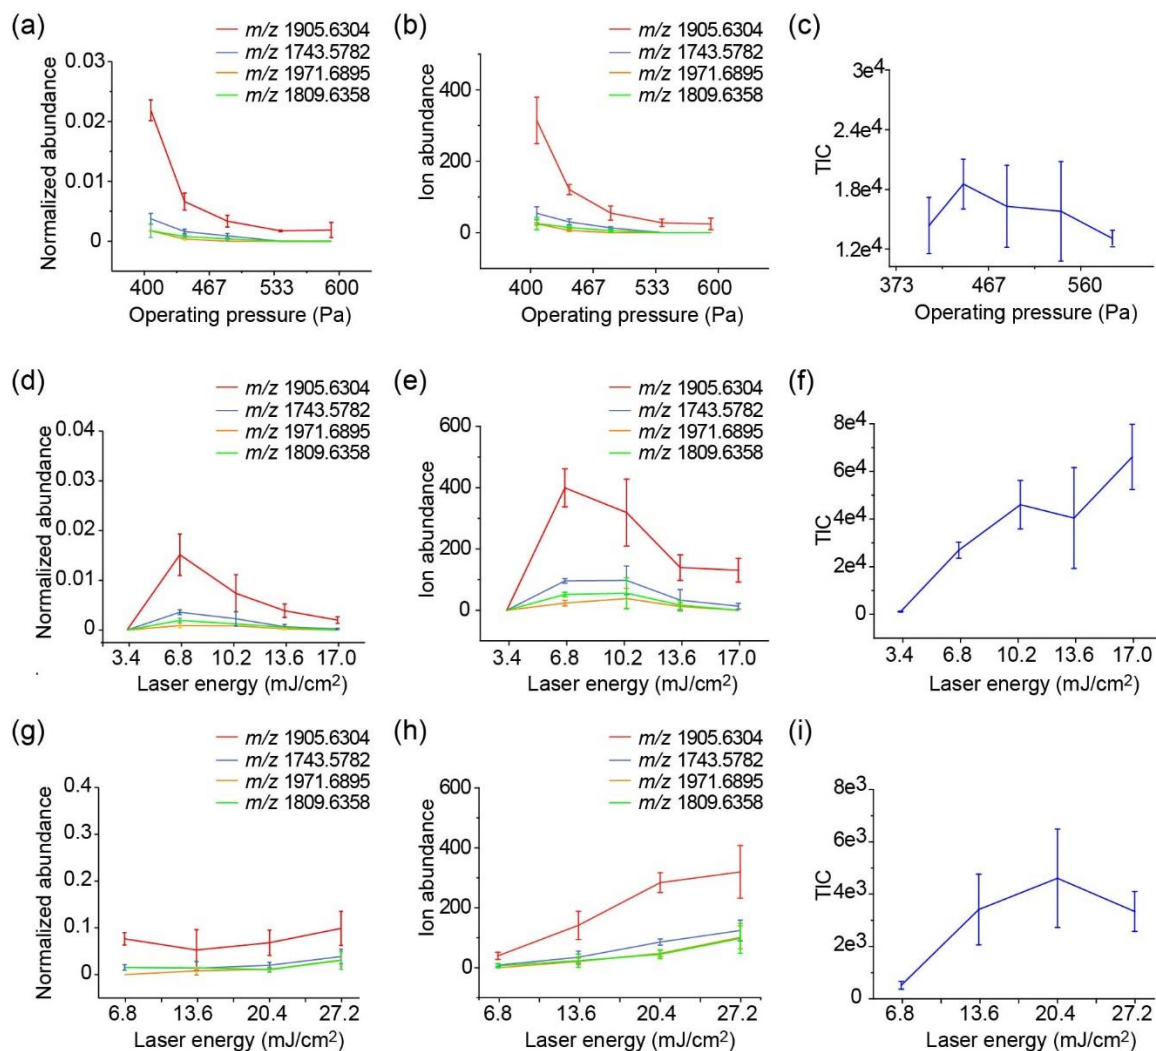 (a)
m/z 1905.6304
m/z 1743.5782
m/z 1971.6895
m/z 1809.6358
Normalized abundance
0.03
0.02
0.01
0
400 467 533 600
Operating pressure (Pa)
(b)
m/z 1905.6304
m/z 1743.5782
m/z 1971.6895
m/z 1809.6358
Ion abundance
400
200
0
400 467 533 600
Operating pressure (Pa)
(c)
TIC
3e⁴
2.4e⁴
1.8e⁴
1.2e⁴
373 467 560
Operating pressure (Pa)
(d)
m/z 1905.6304
m/z 1743.5782
m/z 1971.6895
m/z 1809.6358
Normalized abundance
0.04
0.03
0.02
0.01
0
3.4 6.8 10.2 13.6 17.0
Laser energy (mJ/cm²)
(e)
m/z 1905.6304
m/z 1743.5782
m/z 1971.6895
m/z 1809.6358
Ion abundance
600
400
200
0
3.4 6.8 10.2 13.6 17.0
Laser energy (mJ/cm²)
(f)
TIC
8e⁴
6e⁴
4e⁴
2e⁴
0
3.4 6.8 10.2 13.6 17.0
Laser energy (mJ/cm²)
(g)
m/z 1905.6304
m/z 1743.5782
m/z 1971.6895
m/z 1809.6358
Normalized abundance
0.4
0.3
0.2
0.1
0
6.8 13.6 20.4 27.2
Laser energy (mJ/cm²)
(h)
m/z 1905.6304
m/z 1743.5782
m/z 1971.6895
m/z 1809.6358
Ion abundance
600
400
200
0
6.8 13.6 20.4 27.2
Laser energy (mJ/cm²)
(i)
TIC
8e³
6e³
4e³
2e³
0
6.8 13.6 20.4 27.2
Laser energy (mJ/cm²)